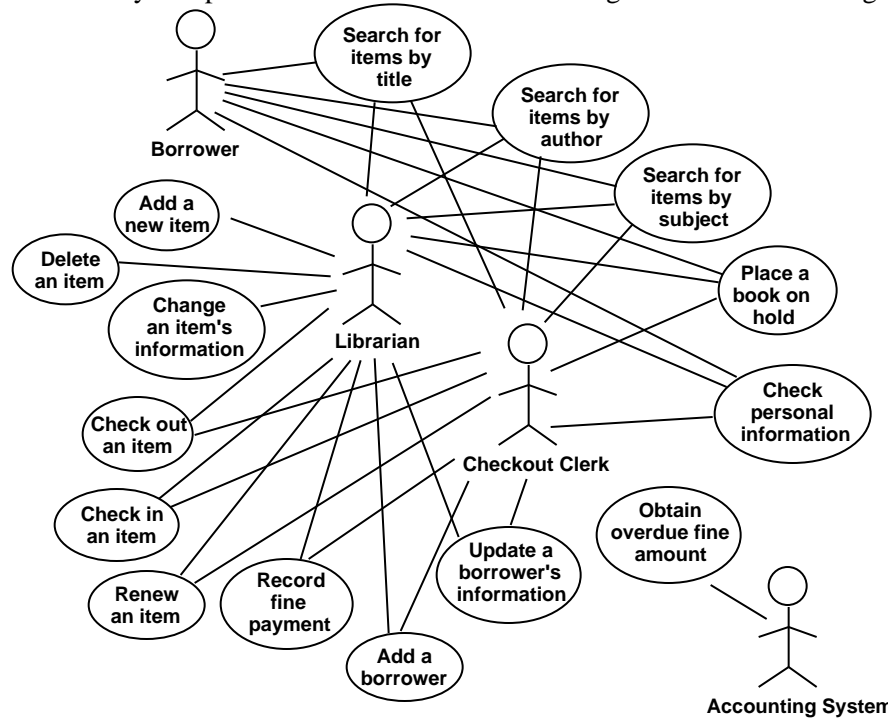 Search for
items by
title
Borrower
Search for
items by
author
Search for
items by
subject
Add a
new item
Delete
an item
Change
an item's
information
Place a
book on
hold
Librarian
Check out
an item
Check
personal
information
Checkout Clerk
Check in
an item
Obtain
overdue fine
amount
Update a
borrower's
information
Renew
an item
Record
fine
payment
Add a
borrower
Accounting System